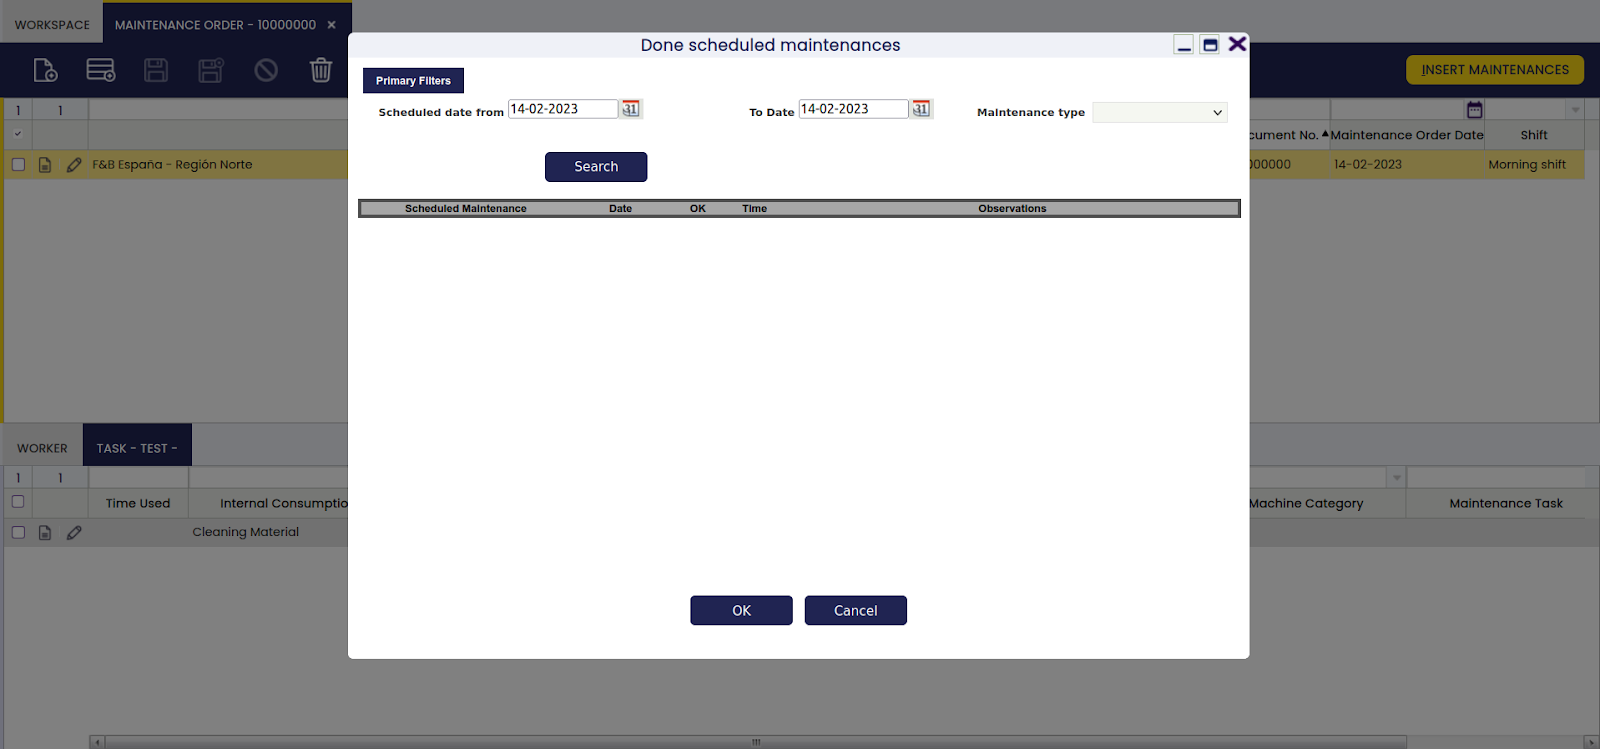 WORKSPACE
MAINTENANCE ORDER - 10000000 ×
Done scheduled maintenances
INSERT MAINTENANCES
Primary Filters
Scheduled date from 14-02-2023 31
To Date 14-02-2023 31
Maintenance type
Search
1 1
cument No. Maintenance Order Date Shift
F&B España - Región Norte
000000 14-02-2023 Morning shift
Scheduled Maintenance Date OK Time Observations
WORKER
TASK - TEST -
1 1
Time Used Internal Consumptio
Machine Category Maintenance Task
Cleaning Material
OK
Cancel